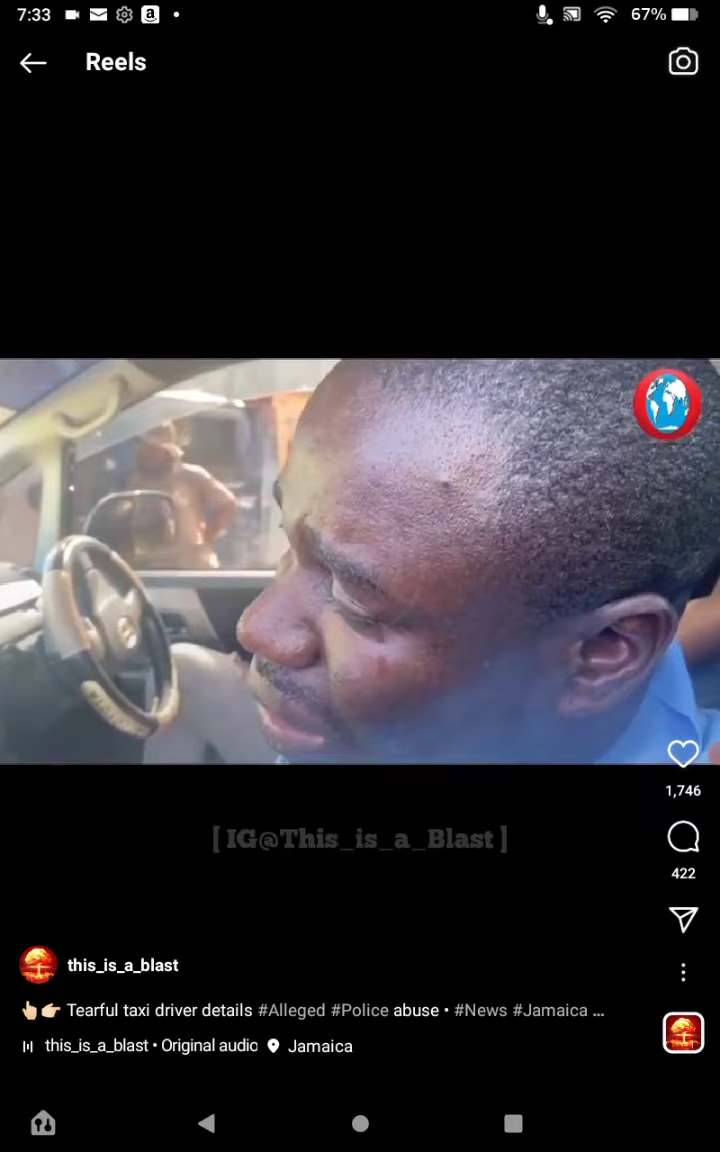 7:33
67%
Reels
1,746
[ IG@This_is_a_Blast ]
422
this_is_a_blast
👆🏼👉🏼 Tearful taxi driver details #Alleged #Police abuse • #News #Jamaica ...
this_is_a_blast • Original audio Jamaica